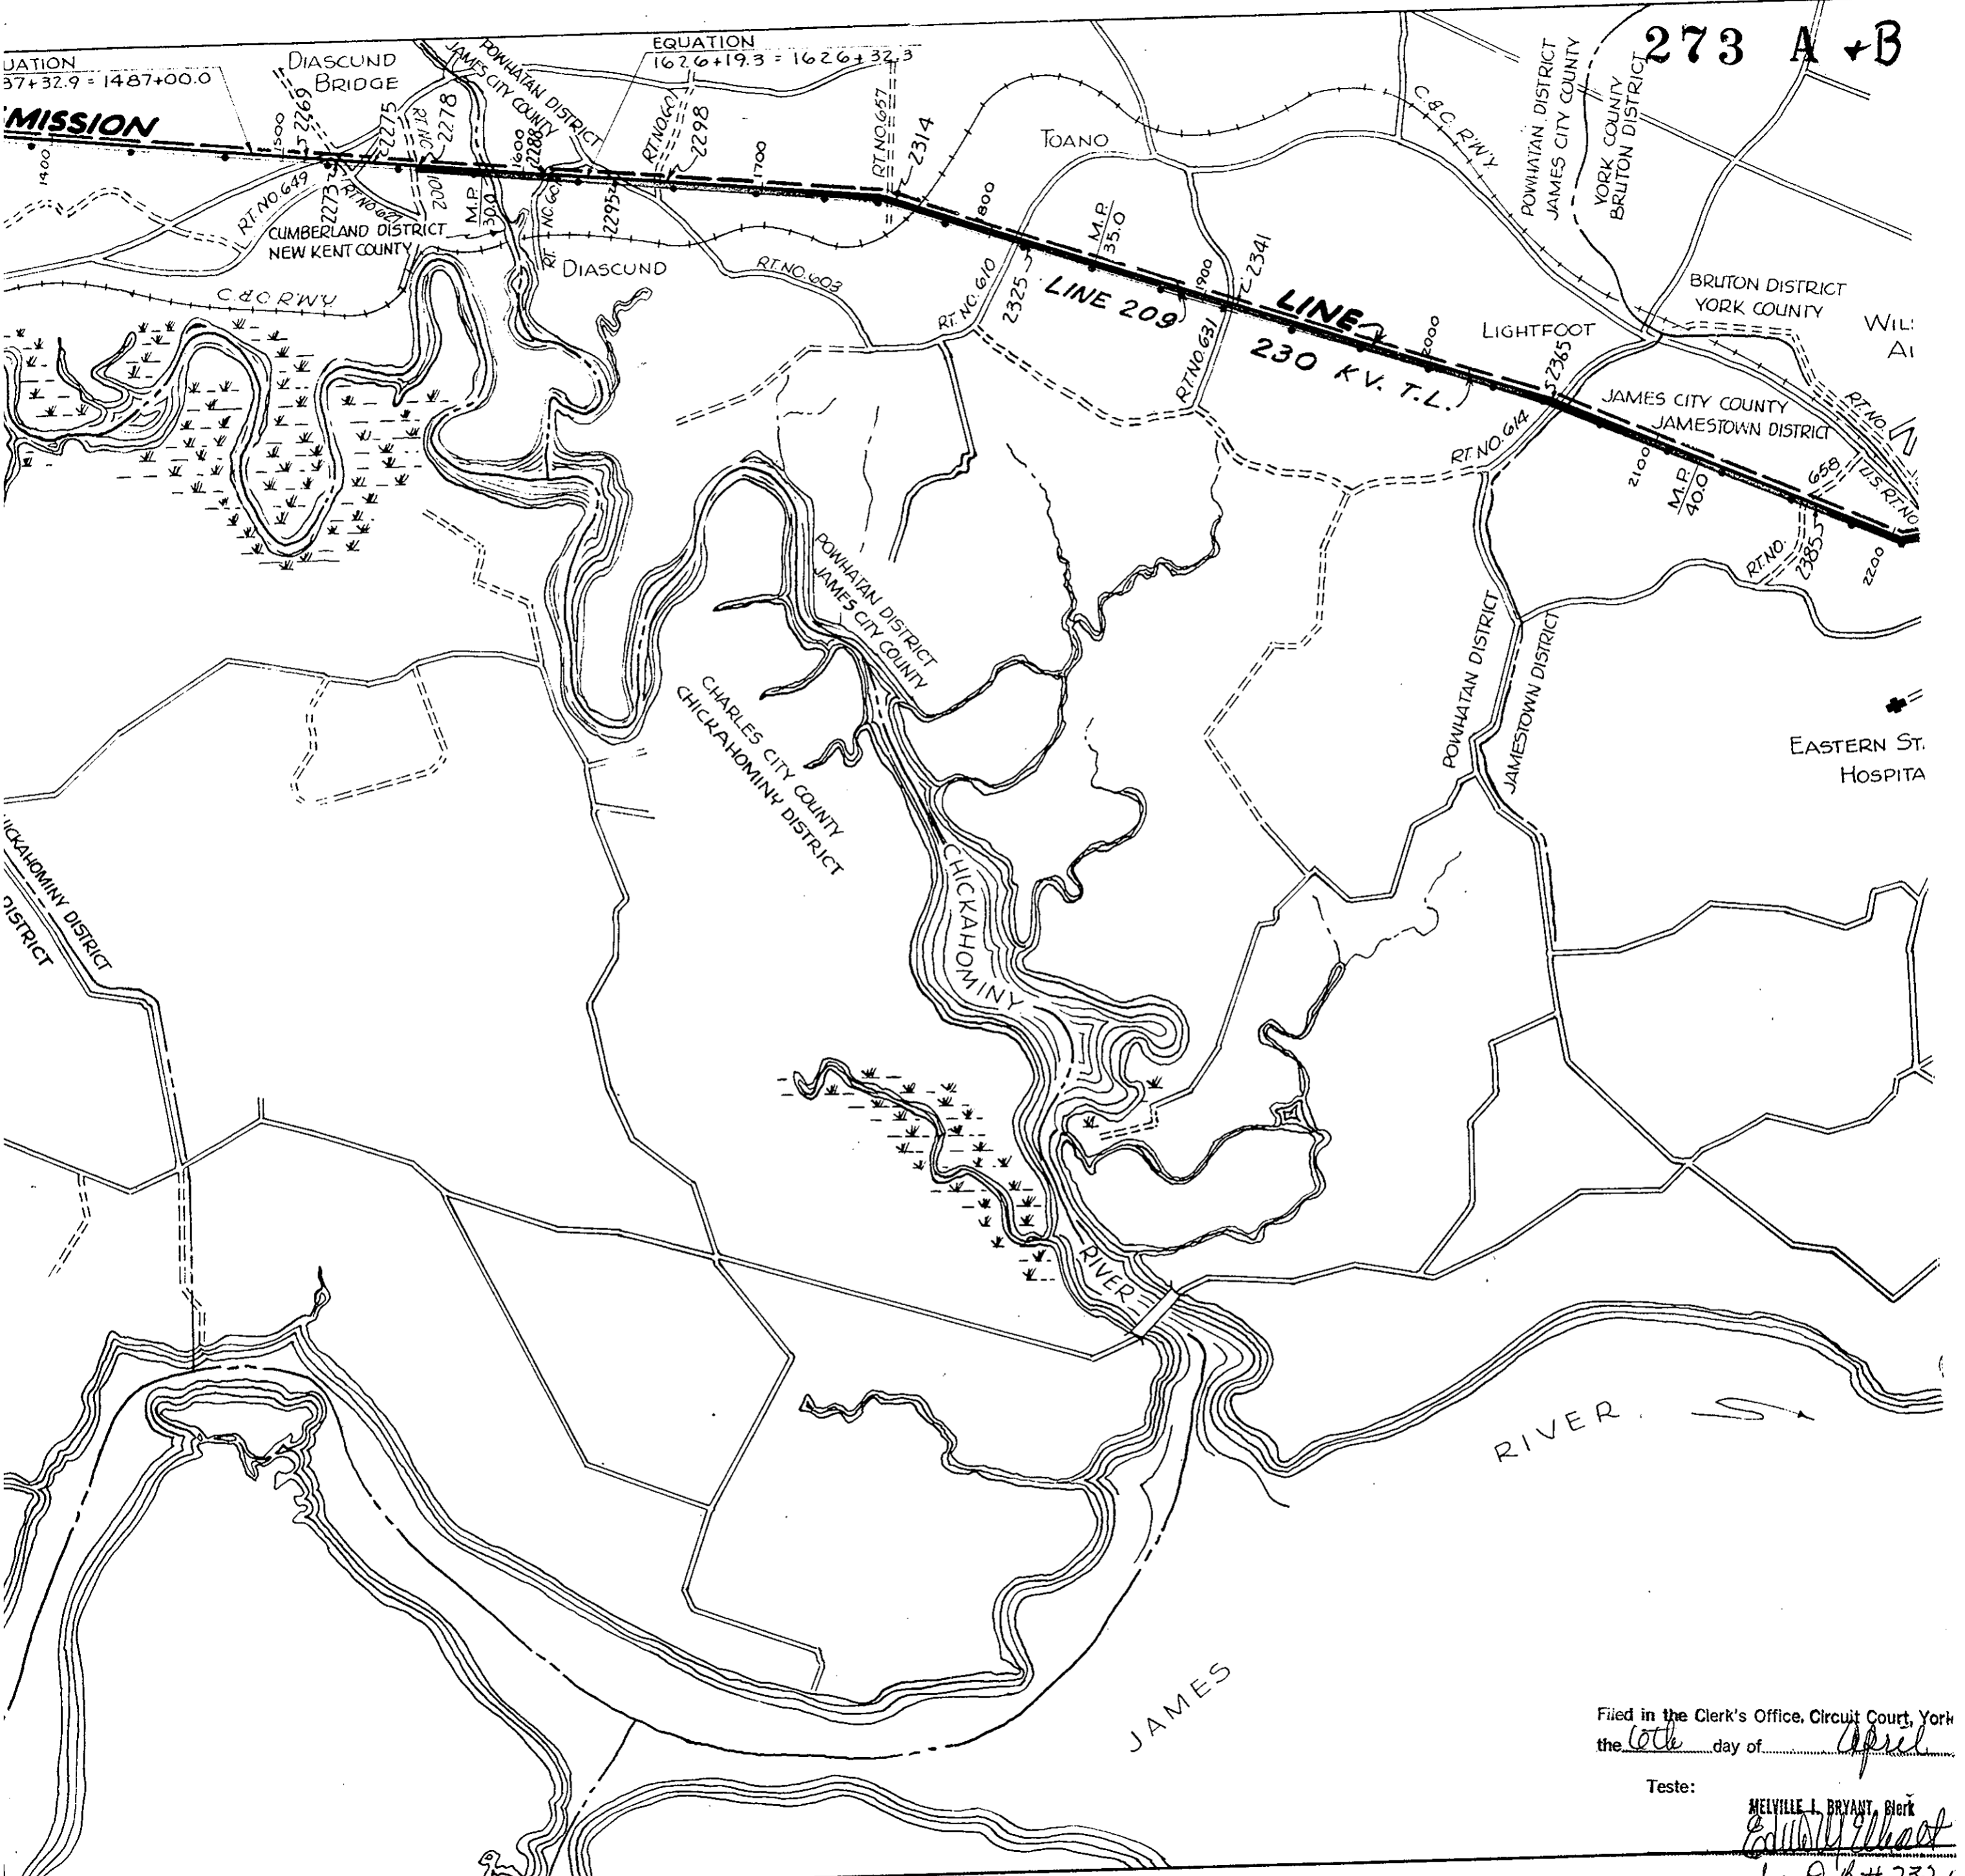 273 A + B
UATION
37+32.9 = 1487+00.0
DIASCUND
BRIDGE
POWHATAN DISTRICT
JAMES CITY COUNTY
EQUATION
1626+19.3 = 1626+32.3
MISSION
1400
1500
2269
2273
2275
2278
RT. NO. 649
RT. NO. 627
M.P.
30.0
1600
2288
2295
RT. NO. 60
2298
1700
RT. NO. 657
2314
CUMBERLAND DISTRICT
NEW KENT COUNTY
C. & O. R'W'Y.
DIASCUND
RT. NO. 603
TOANO
1800
M.P.
35.0
RT. NO. 610
2325
LINE 209
1900
2341
LINE
230 K.V. T.L.
RT. NO. 631
2000
C. & O. R'W'Y.
POWHATAN DISTRICT
JAMES CITY COUNTY
YORK COUNTY
BRUTON DISTRICT
LIGHTFOOT
2365
BRUTON DISTRICT
YORK COUNTY
WIL
JAMES CITY COUNTY
JAMESTOWN DISTRICT
RT. NO. 614
RT. NO.
2100
M.P.
40.0
658
U.S. RT. NO
RT. NO.
2385
2200
POWHATAN DISTRICT
JAMES CITY COUNTY
CHARLES CITY COUNTY
CHICKAHOMINY DISTRICT
POWHATAN DISTRICT
JAMESTOWN DISTRICT
EASTERN ST.
HOSPITA
ICKAHOMINY DISTRICT
DISTRICT
CHICKAHOMINY
RIVER
JAMES
RIVER
Filed in the Clerk's Office, Circuit Court, York
the 10th day of April
Teste:
MELVILLE I. BRYANT, Clerk